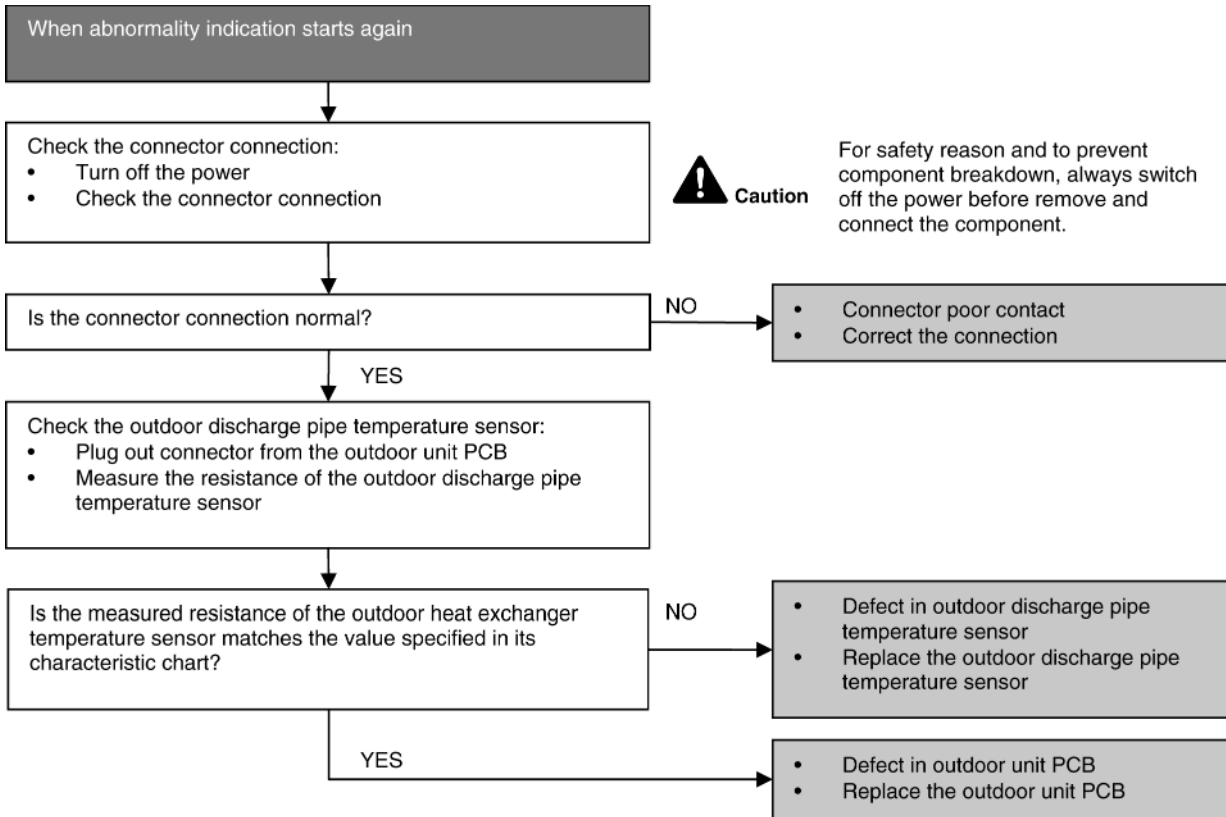 When abnormality indication starts again
Check the connector connection:
• Turn off the power
• Check the connector connection
Caution
For safety reason and to prevent
component breakdown, always switch
off the power before remove and
connect the component.
Is the connector connection normal?
NO
• Connector poor contact
• Correct the connection
YES
Check the outdoor discharge pipe temperature sensor:
• Plug out connector from the outdoor unit PCB
• Measure the resistance of the outdoor discharge pipe
temperature sensor
Is the measured resistance of the outdoor heat exchanger
temperature sensor matches the value specified in its
characteristic chart?
NO
• Defect in outdoor discharge pipe
temperature sensor
• Replace the outdoor discharge pipe
temperature sensor
YES
• Defect in outdoor unit PCB
• Replace the outdoor unit PCB